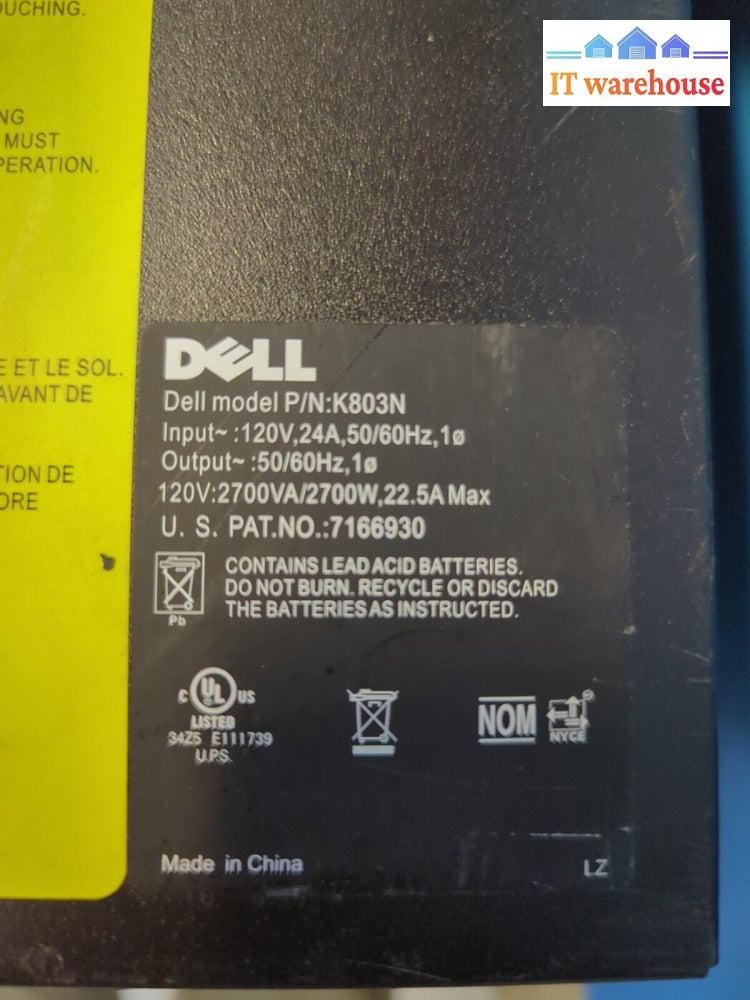 OUCHING.
IT warehouse
NG
MUST
PERATION.
E ET LE SOL.
AVANT DE
TION DE
DRE
DELL
Dell model P/N:K803N
Input~ :120V,24A,50/60Hz,1ø
Output~ :50/60Hz,1ø
120V:2700VA/2700W,22.5A Max
U. S. PAT.NO.:7166930
CONTAINS LEAD ACID BATTERIES.
DO NOT BURN. RECYCLE OR DISCARD
THE BATTERIES AS INSTRUCTED.
Pb
C UL US
LISTED
34Z5 E111739
U.P.S.
NOM
NYCE
Made in China
LZ